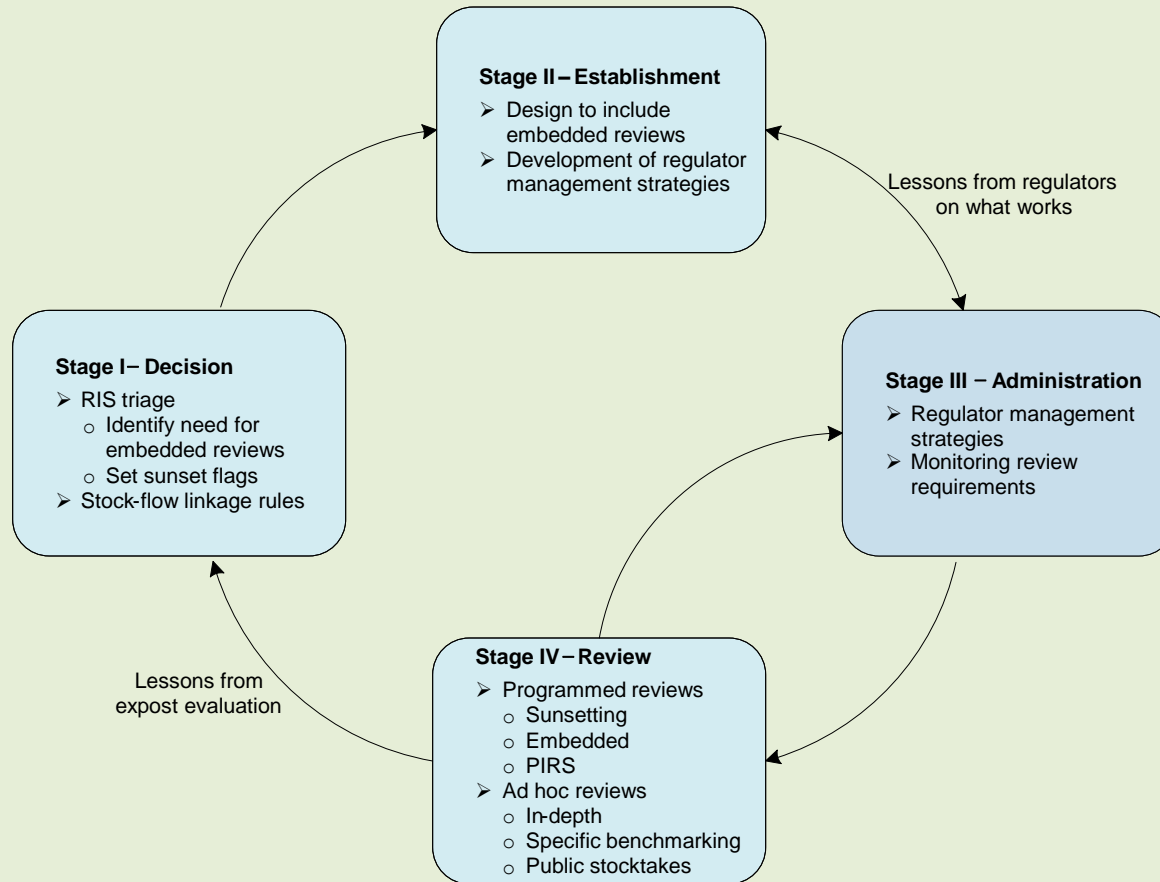 Stage II – Establishment
➢ Design to include
embedded reviews
➢ Development of regulator
management strategies
Lessons from regulators
on what works
Stage I – Decision
➢ RIS triage
o Identify need for
embedded reviews
o Set sunset flags
➢ Stock-flow linkage rules
Stage III – Administration
➢ Regulator management
strategies
➢ Monitoring review
requirements
Lessons from
expost evaluation
Stage IV – Review
➢ Programmed reviews
o Sunsetting
o Embedded
o PIRS
➢ Ad hoc reviews
o In-depth
o Specific benchmarking
o Public stocktakes